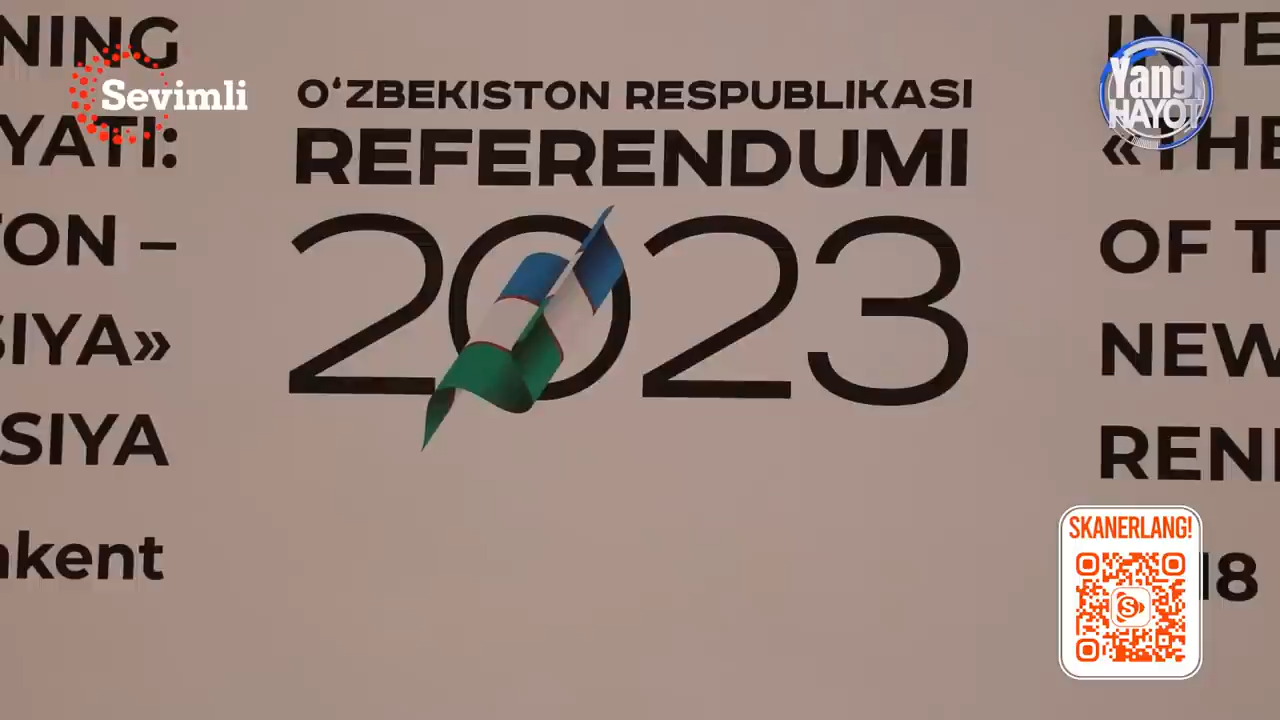 NING
YATI:
TON –
SIYA»
SIYA
kent
Sevimli
O‘ZBEKISTON RESPUBLIKASI
REFERENDUMI
2023
INTE
«THE
OF T
NEW
REN
18
Yangi
HAYOT
SKANERLANG!